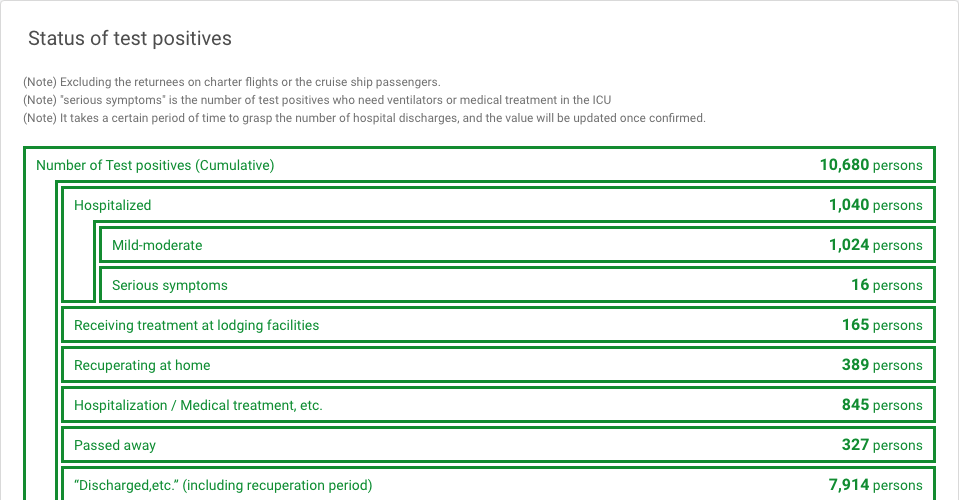 Status of test positives
(Note) Excluding the returnees on charter flights or the cruise ship passengers.
(Note) "serious symptoms" is the number of test positives who need ventilators or medical treatment in the ICU
(Note) It takes a certain period of time to grasp the number of hospital discharges, and the value will be updated once confirmed.
Number of Test positives (Cumulative) 10,680 persons
Hospitalized 1,040 persons
Mild-moderate 1,024 persons
Serious symptoms 16 persons
Receiving treatment at lodging facilities 165 persons
Recuperating at home 389 persons
Hospitalization / Medical treatment, etc. 845 persons
Passed away 327 persons
“Discharged,etc.” (including recuperation period) 7,914 persons